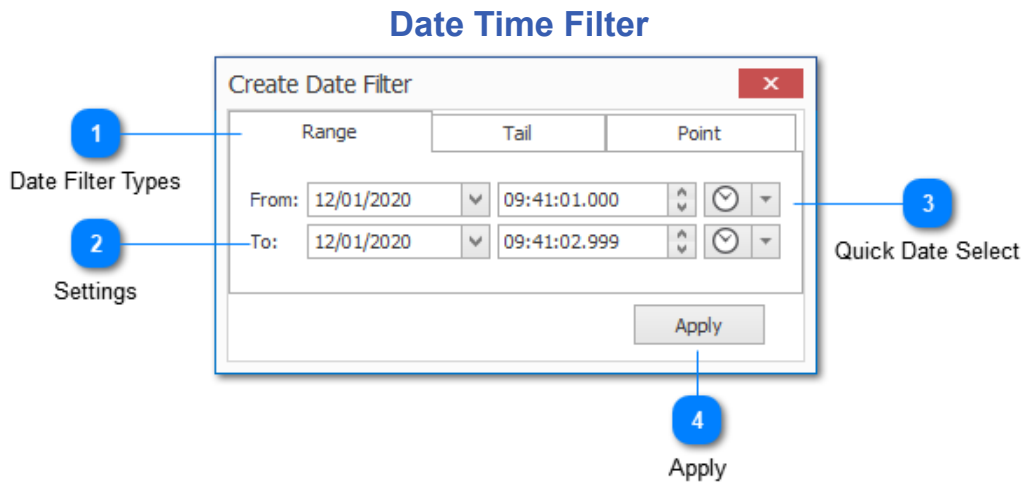 Date Time Filter
Create Date Filter
1
Range Tail Point
Date Filter Types
From: 12/01/2020 09:41:01.000
3
2
To: 12/01/2020 09:41:02.999
Quick Date Select
Settings
Apply
4
Apply